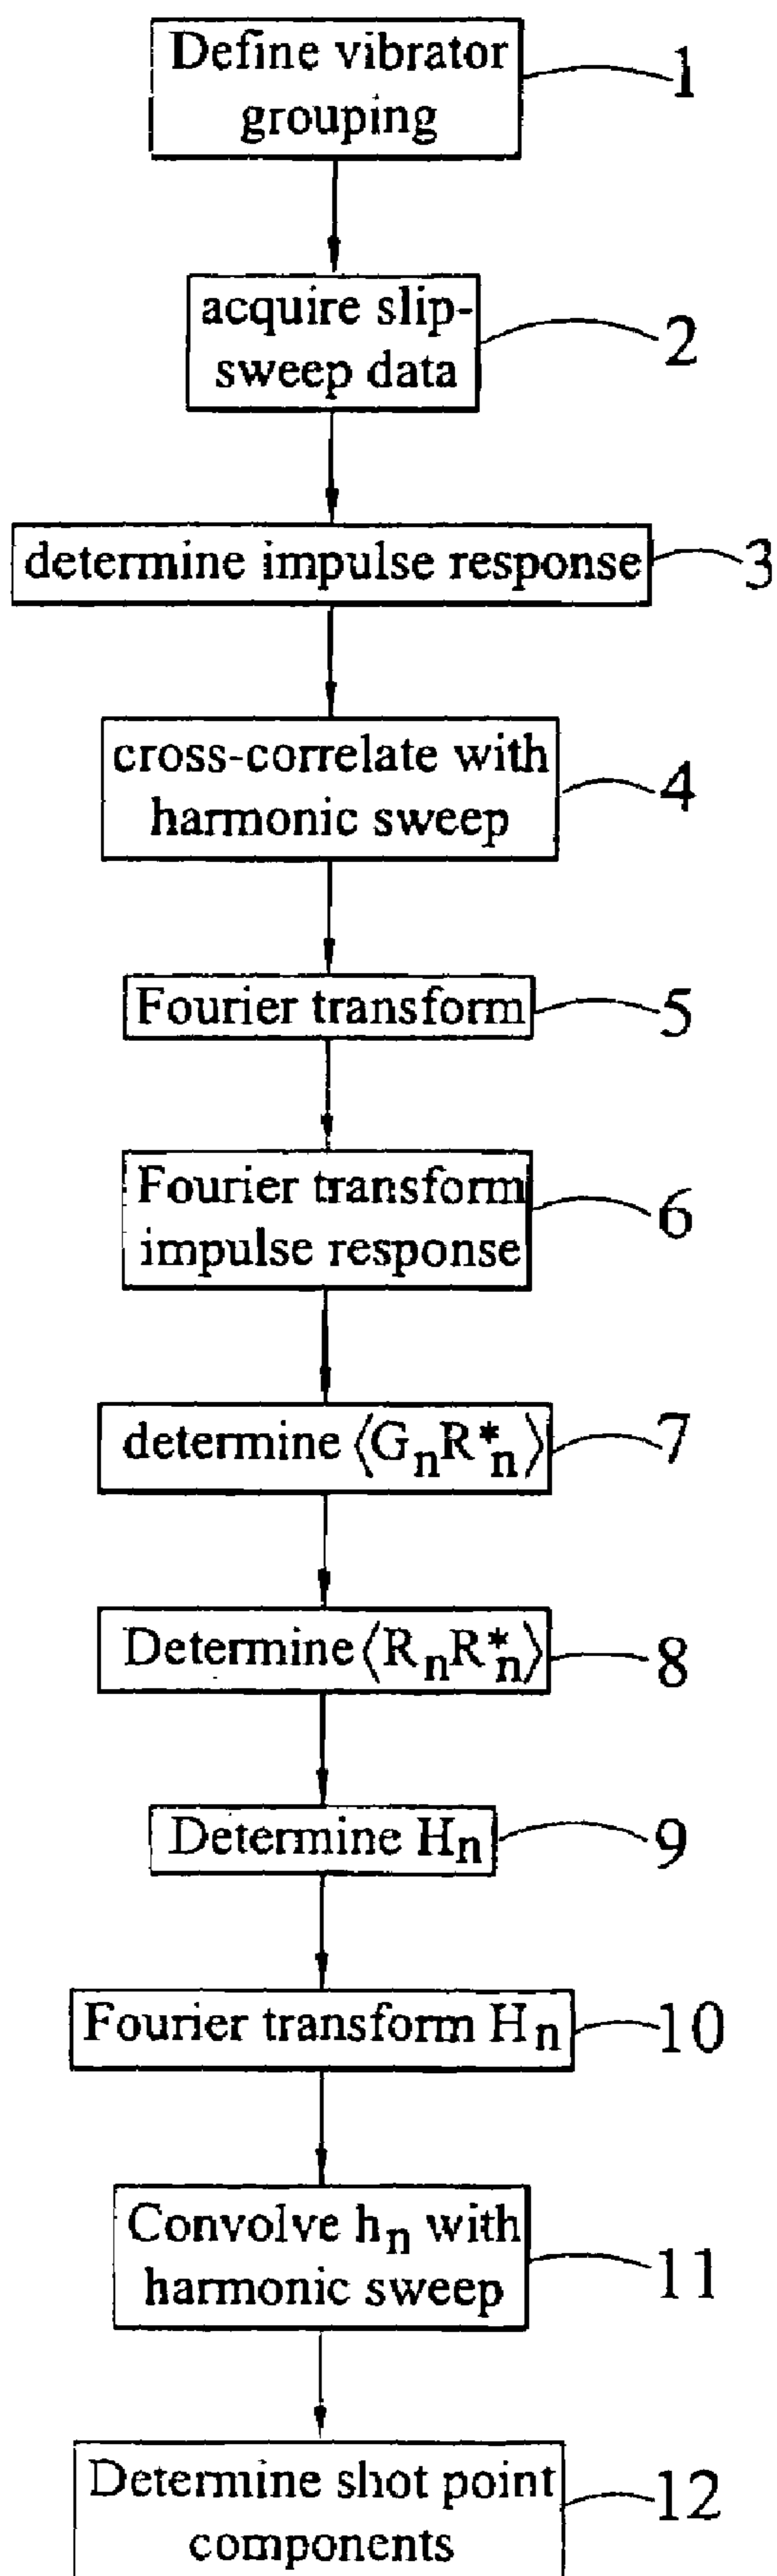 Define vibrator
grouping
1
acquire slip-
sweep data
2
determine impulse response
3
cross-correlate with
harmonic sweep
4
Fourier transform
5
Fourier transform
impulse response
6
determine ⟨GₙR*ₙ⟩
7
Determine ⟨RₙR*ₙ⟩
8
Determine Hₙ
9
Fourier transform Hₙ
10
Convolve hₙ with
harmonic sweep
11
Determine shot point
components
12